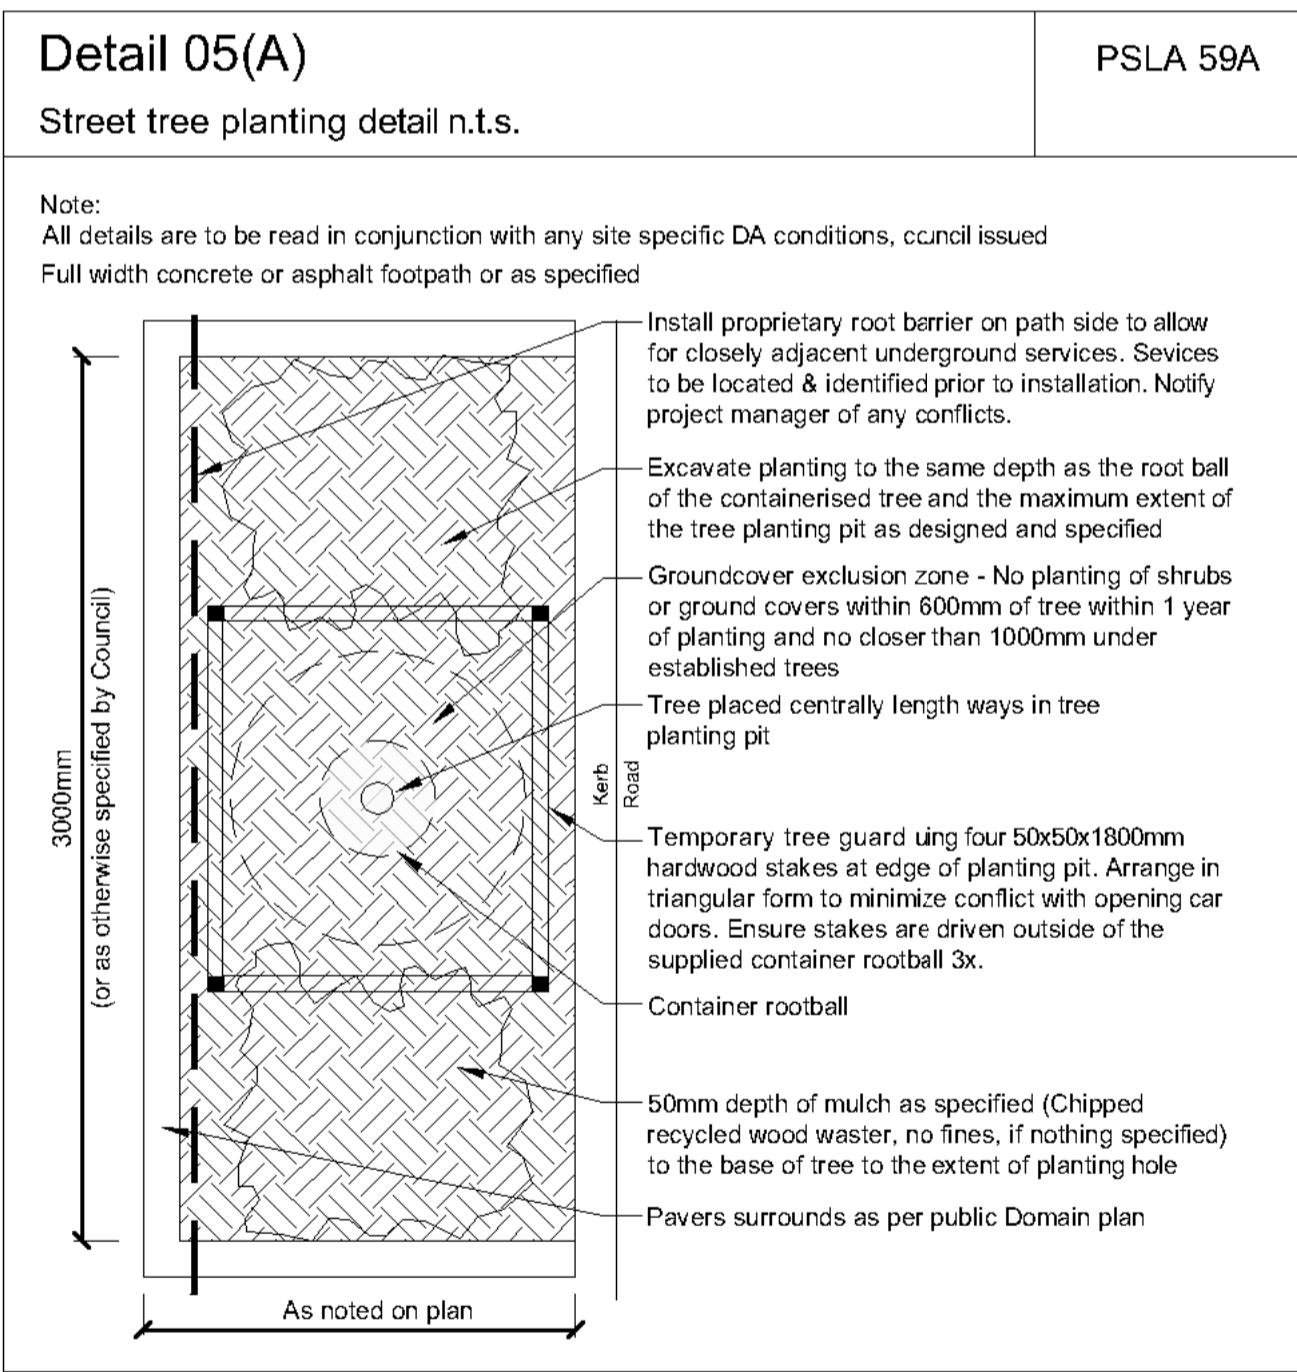 Detail 05(A)
PSLA 59A
Street tree planting detail n.t.s.
Note:
All details are to be read in conjunction with any site specific DA conditions, council issued
Full width concrete or asphalt footpath or as specified
Install proprietary root barrier on path side to allow
for closely adjacent underground services. Sevices
to be located & identified prior to installation. Notify
project manager of any conflicts.
Excavate planting to the same depth as the root ball
of the containerised tree and the maximum extent of
the tree planting pit as designed and specified
Groundcover exclusion zone - No planting of shrubs
or ground covers within 600mm of tree within 1 year
of planting and no closer than 1000mm under
established trees
Tree placed centrally length ways in tree
planting pit
Kerb
Road
3000mm
(or as otherwise specified by Council)
Temporary tree guard uing four 50x50x1800mm
hardwood stakes at edge of planting pit. Arrange in
triangular form to minimize conflict with opening car
doors. Ensure stakes are driven outside of the
supplied container rootball 3x.
Container rootball
50mm depth of mulch as specified (Chipped
recycled wood waster, no fines, if nothing specified)
to the base of tree to the extent of planting hole
Pavers surrounds as per public Domain plan
As noted on plan